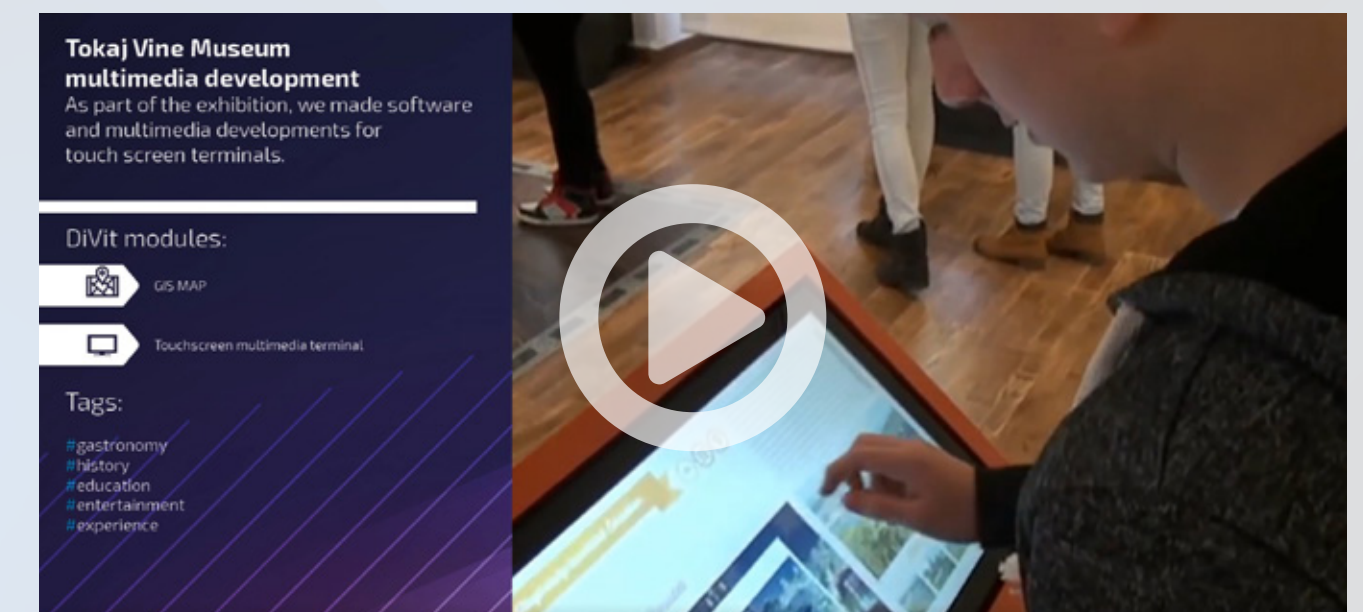 Tokaj Vine Museum
multimedia development
As part of the exhibition, we made software
and multimedia developments for
touch screen terminals.
DiVit modules:
GIS MAP
Touchscreen multimedia terminal
Tags:
#gastronomy
#history
#education
#entertainment
#experience